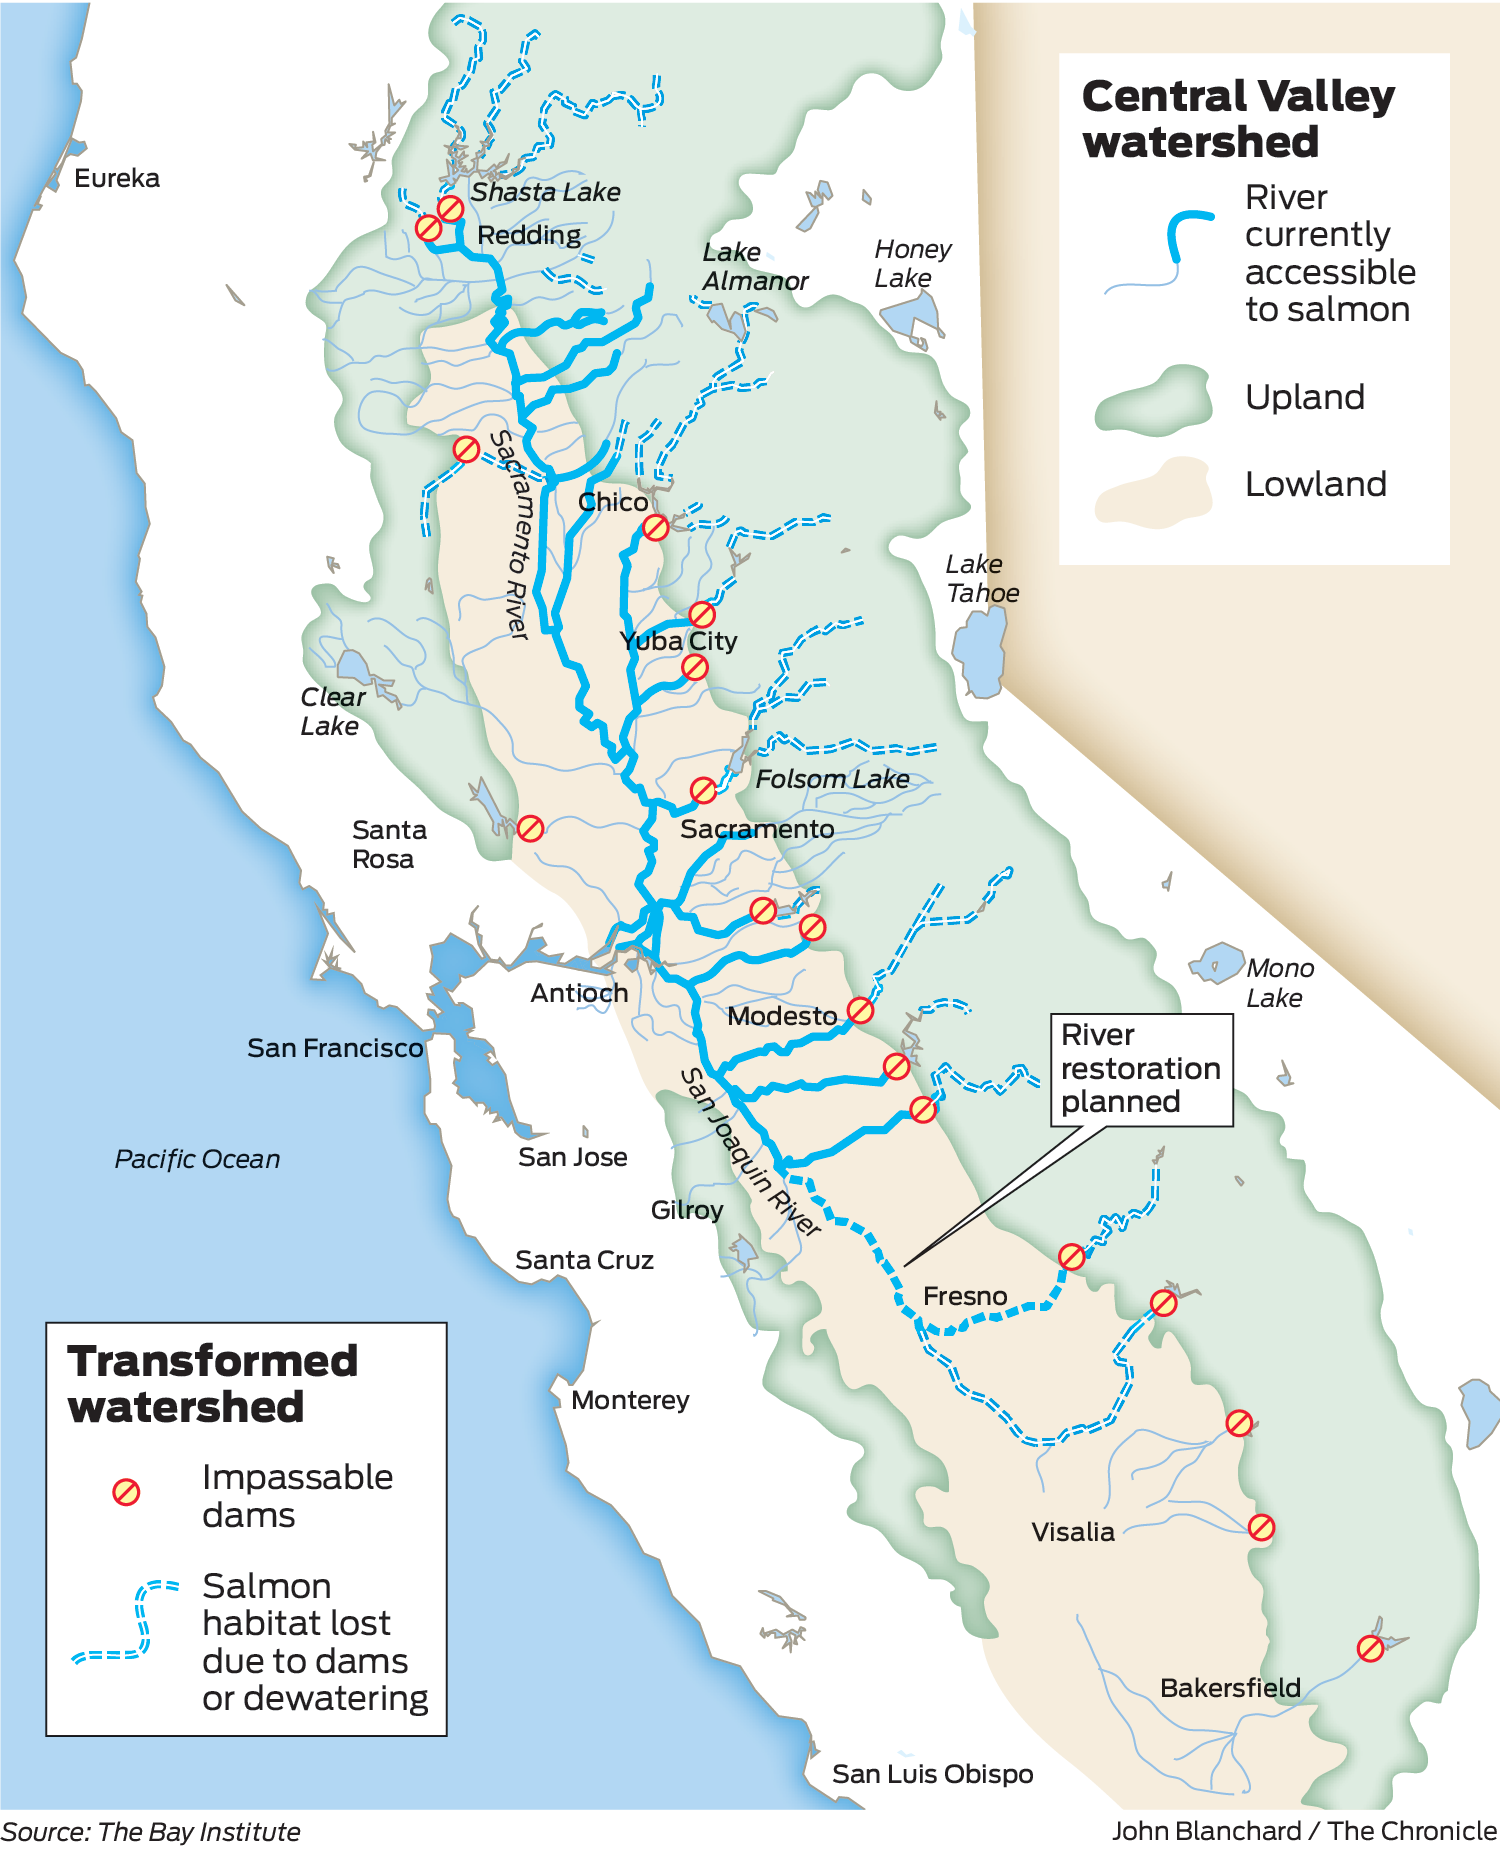 Central Valley
watershed
River
currently
accessible
to salmon
Upland
Lowland
Eureka
Shasta Lake
Redding
Lake
Almanor
Honey
Lake
Sacramento River
Chico
Lake
Tahoe
Yuba City
Clear
Lake
Folsom Lake
Santa
Rosa
Sacramento
Mono
Lake
Antioch
Modesto
San Francisco
River
restoration
planned
San Joaquin River
Pacific Ocean
San Jose
Gilroy
Santa Cruz
Fresno
Transformed
watershed
Impassable
dams
Salmon
habitat lost
due to dams
or dewatering
Monterey
Visalia
Bakersfield
San Luis Obispo
Source: The Bay Institute
John Blanchard / The Chronicle